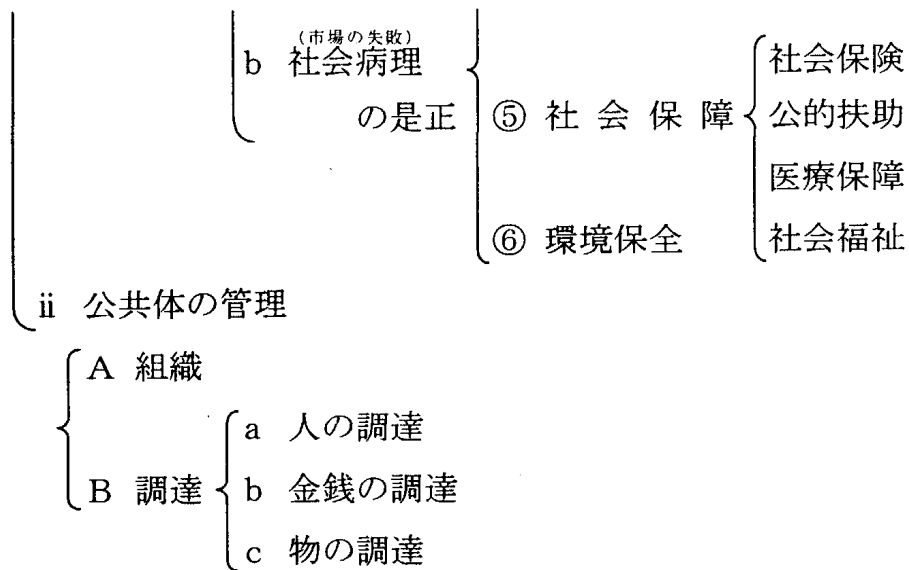 (市場の失敗)
b 社会病理
の是正
⑤ 社会保障
社会保険
公的扶助
医療保障
社会福祉
⑥ 環境保全
ii 公共体の管理
A 組織
B 調達
a 人の調達
b 金銭の調達
c 物の調達